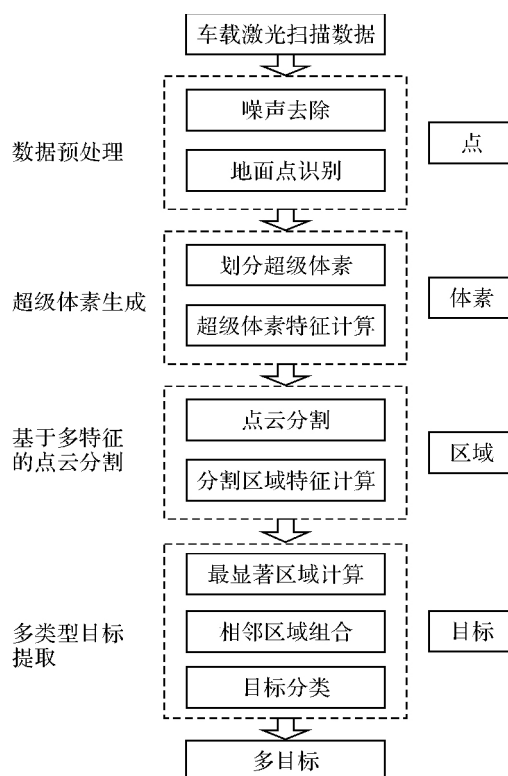 车载激光扫描数据
噪声去除
数据预处理
点
地面点识别
划分超级体素
超级体素生成
体素
超级体素特征计算
点云分割
基于多特征
的点云分割
区域
分割区域特征计算
最显著区域计算
多类型目标
提取
相邻区域组合
目标
目标分类
多目标